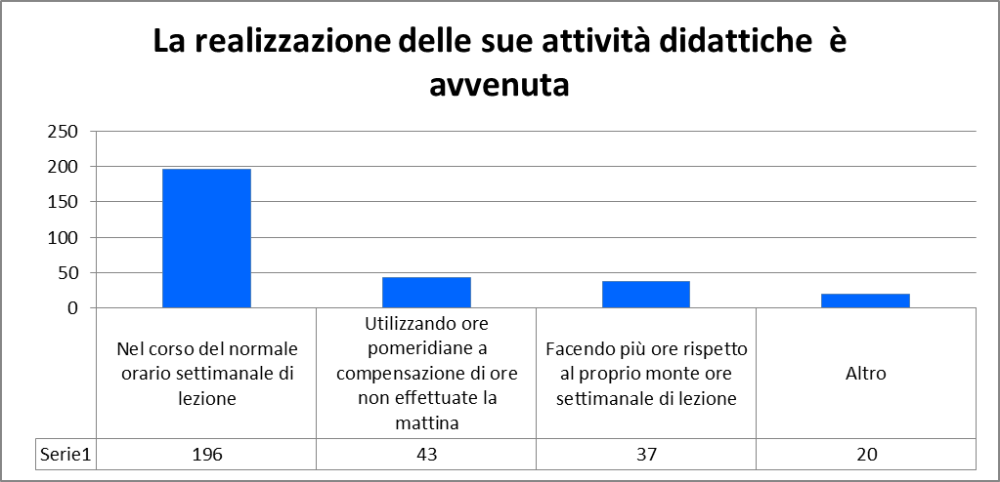 La realizzazione delle sue attività didattiche  è
avvenuta
250
200
150
100
50
0
Nel corso del normale
orario settimanale di
lezione
Utilizzando ore
pomeridiane a
compensazione di ore
non effettuate la
mattina
Facendo più ore rispetto
al proprio monte ore
settimanale di lezione
Altro
Serie1 196 43 37 20